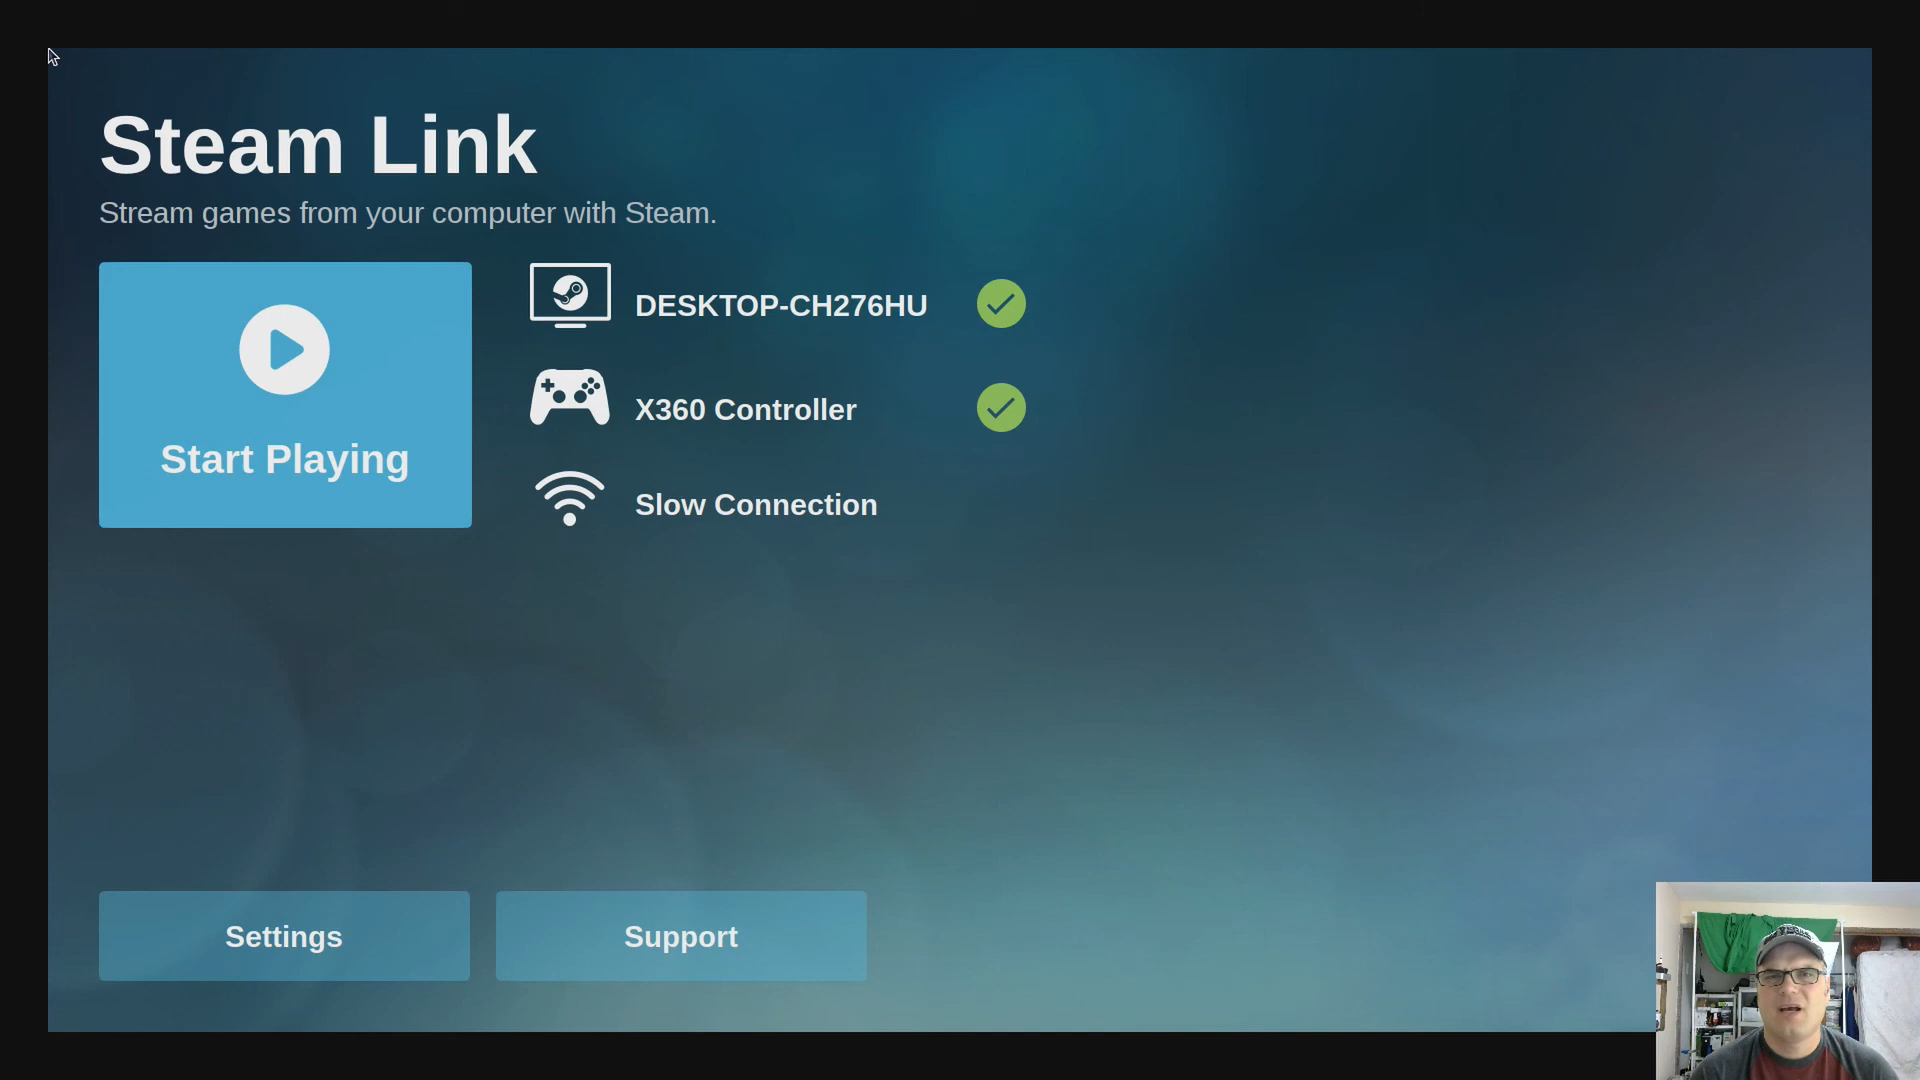 Steam Link
Stream games from your computer with Steam.
DESKTOP-CH276HU
X360 Controller
Start Playing
Slow Connection
Settings
Support